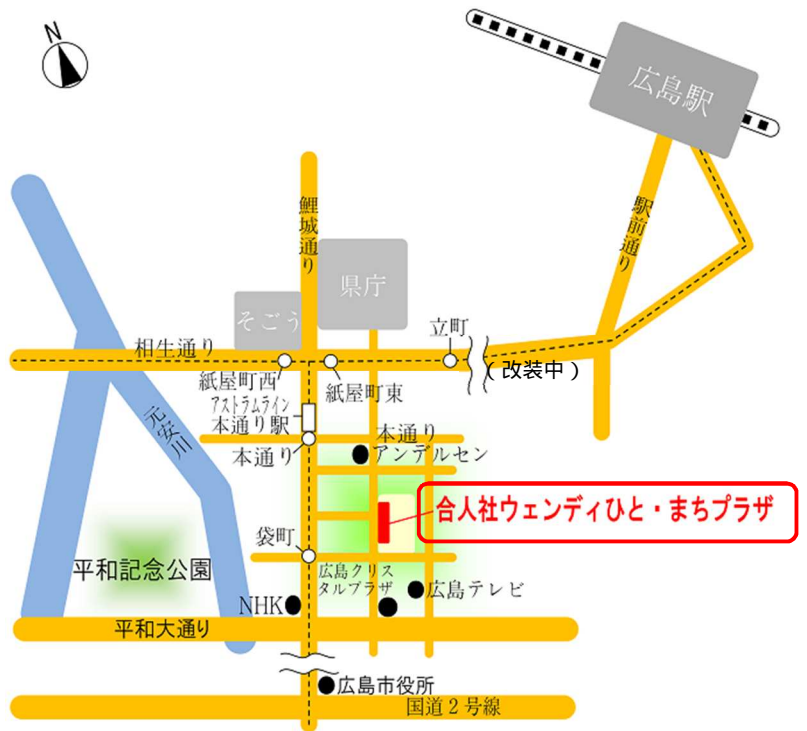 N
広島駅
鯉城通り
駅前通り
県庁
そごう
立町
相生通り
(改装中)
紙屋町西
紙屋町東
アストラムライン
本通り駅
本通り
本通り
アンデルセン
元安川
合人社ウェンディひと・まちプラザ
袋町
平和記念公園
広島クリス
タルプラザ
広島テレビ
NHK
平和大通り
広島市役所
国道2号線